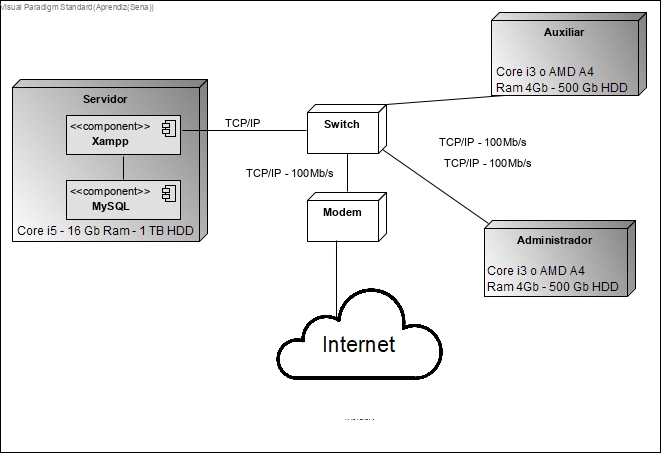 Visual Paradigm Standard(Aprendiz(Sena))
Auxiliar
Core i3 o AMD A4
Ram 4Gb - 500 Gb HDD
Servidor
<<component>>
Xampp
<<component>>
MySQL
Core i5 - 16 Gb Ram - 1 TB HDD
TCP/IP
Switch
TCP/IP - 100Mb/s
TCP/IP - 100Mb/s
TCP/IP - 100Mb/s
Modem
Administrador
Core i3 o AMD A4
Ram 4Gb - 500 Gb HDD
Internet